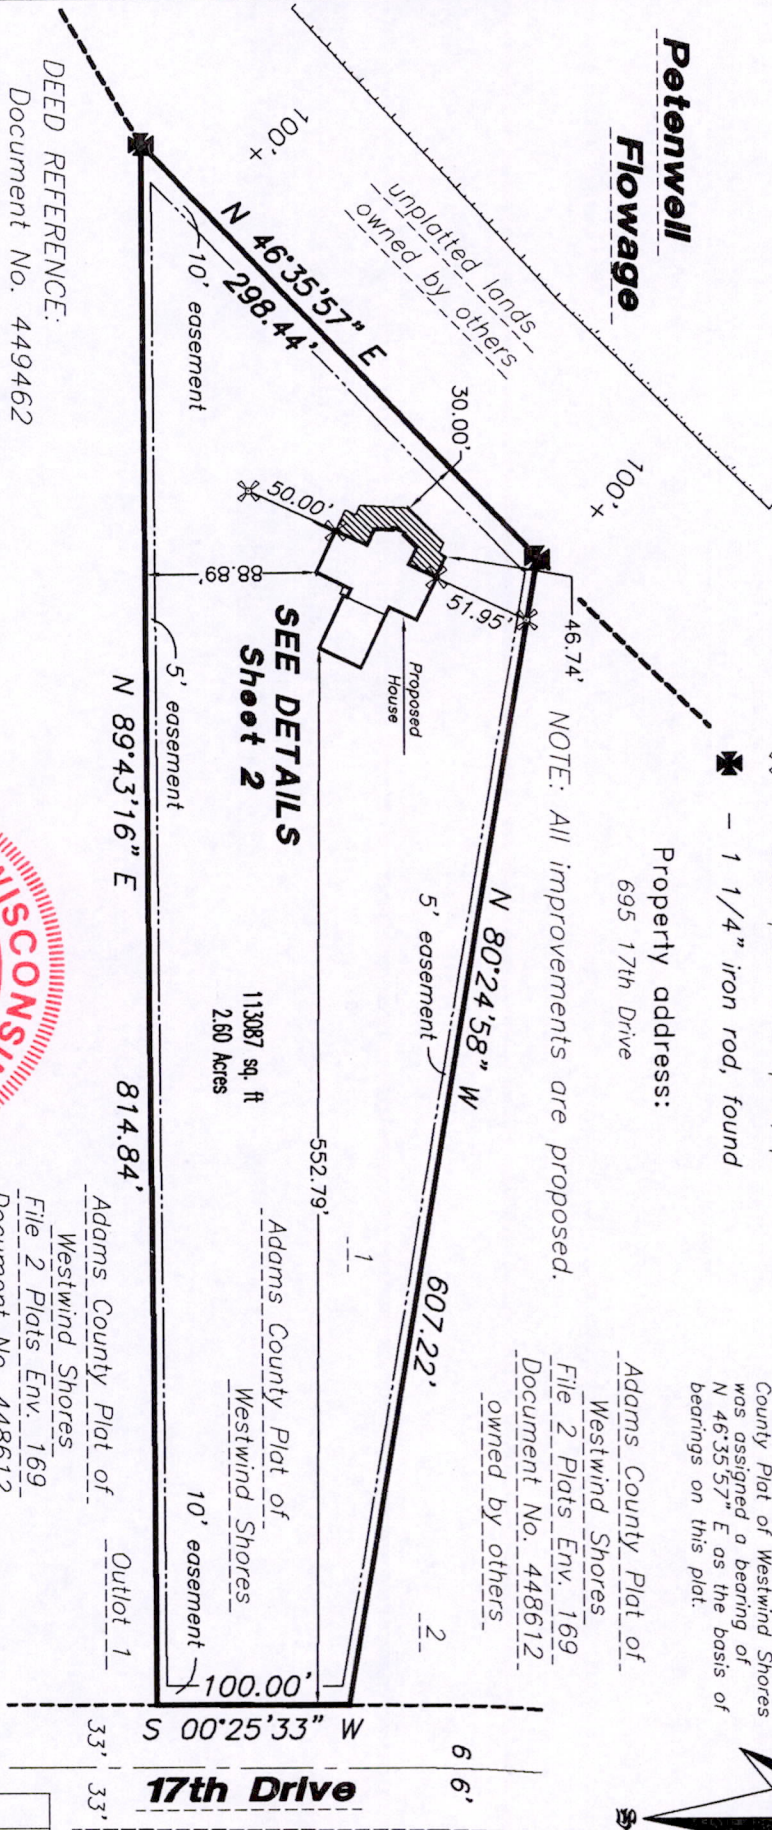 Petenwell
Flowage
100'
unplatted lands
owned by others
100'
- 1 1/4" iron rod, found
Property address:
695 17th Drive
NOTE: All improvements are proposed.
County Plat of Westwind Shores
was assigned a bearing of
N 46°35'57" E as the basis of
bearings on this plat.
N 46°35'57" E
298.44'
10' easement
30.00'
50.00'
88.89'
51.95'
46.74'
Proposed
House
SEE DETAILS
Sheet 2
N 80°24'58" W
607.22'
5' easement
5' easement
N 89°43'16" E
814.84'
113087 sq. ft
2.60 Acres
552.79'
1
Adams County Plat of
Westwind Shores
Adams County Plat of
Westwind Shores
File 2 Plats Env. 169
Document No. 448612
owned by others
2
10' easement
100.00'
S 00°25'33" W
17th Drive
33'
33'
6 6'
Outlot 1
Adams County Plat of
Westwind Shores
File 2 Plats Env. 169
Document No. 448612
DEED REFERENCE:
Document No. 449462